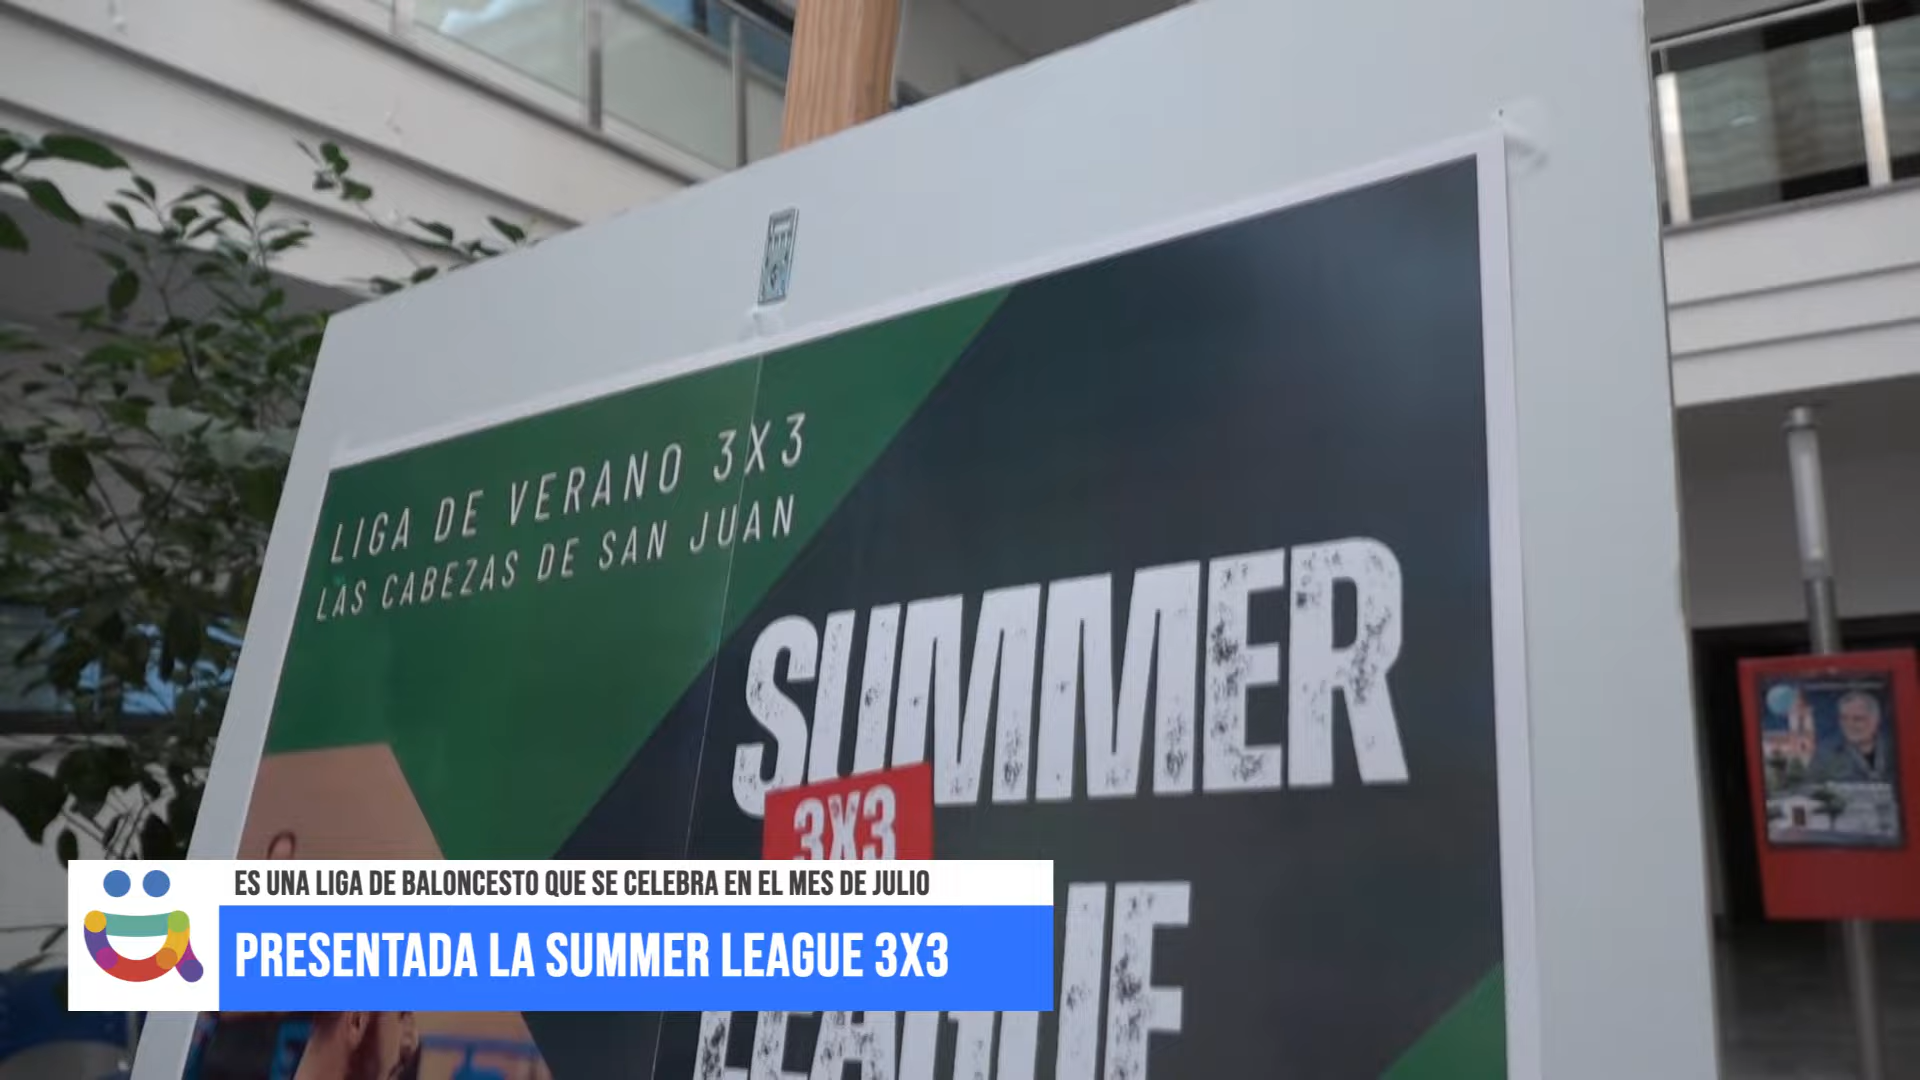 LIGA DE VERANO 3X3
LAS CABEZAS DE SAN JUAN
SUMMER
3X3
LEAGUE
ES UNA LIGA DE BALONCESTO QUE SE CELEBRA EN EL MES DE JULIO
PRESENTADA LA SUMMER LEAGUE 3X3